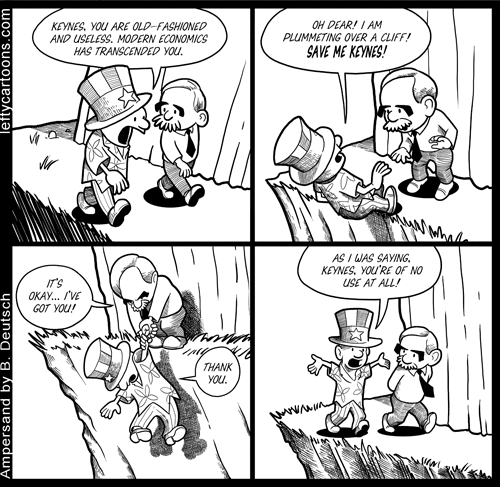 KEYNES, YOU ARE OLD-FASHIONED
AND USELESS. MODERN ECONOMICS
HAS TRANSCENDED YOU.
OH DEAR! I AM
PLUMMETING OVER A CLIFF!
SAVE ME KEYNES!
IT'S
OKAY... I'VE
GOT YOU!
THANK
YOU.
AS I WAS SAYING,
KEYNES, YOU'RE OF NO
USE AT ALL!
leftycartoons.com
Ampersand by B. Deutsch